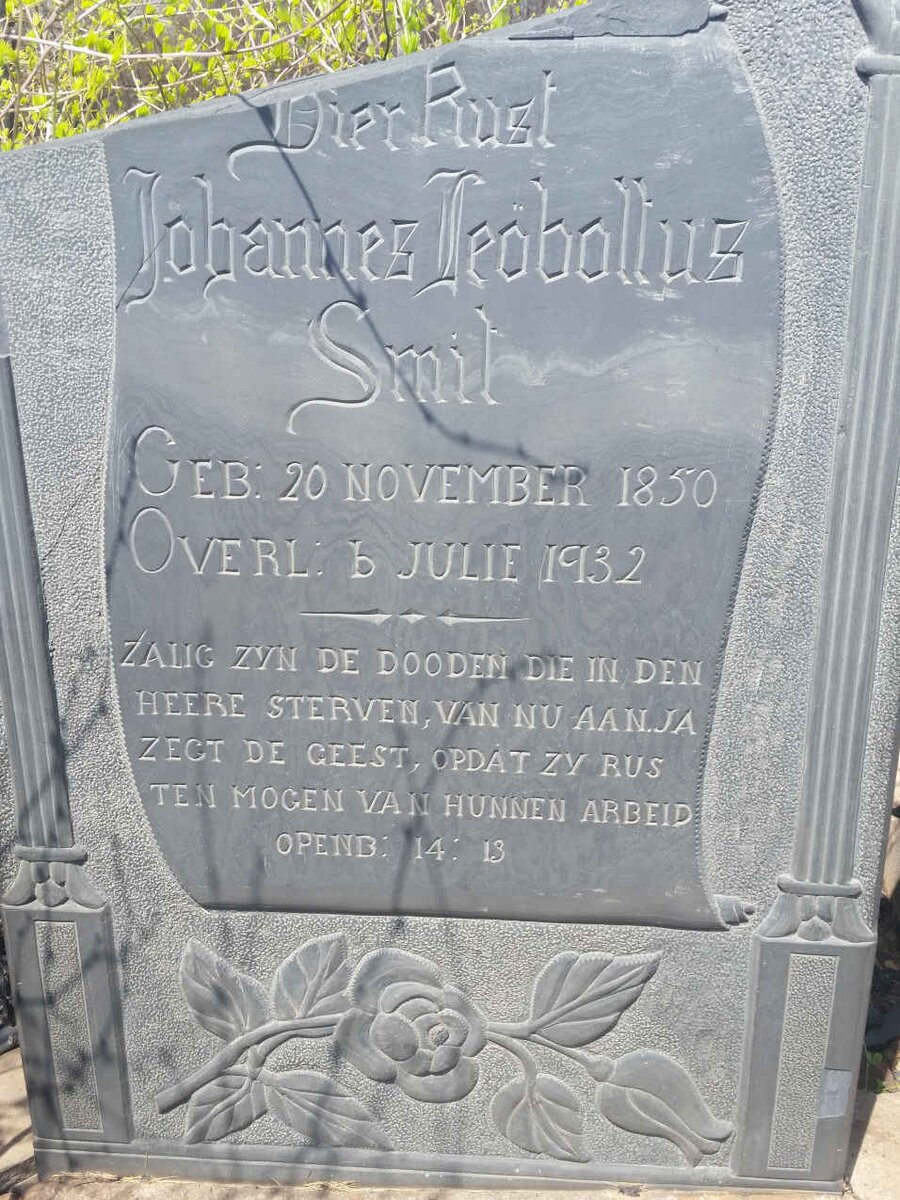 Hier Rust
Johannes Leöboltus
Smit
GEB: 20 NOVEMBER 1850
OVERL: 6 JULIE 1932
ZALIG ZYN DE DOODEN DIE IN DEN
HEERE STERVEN, VAN NU AAN. JA
ZEGT DE GEEST, OPDAT ZY RUS
TEN MOGEN VAN HUNNEN ARBEID
OPENB: 14: 13